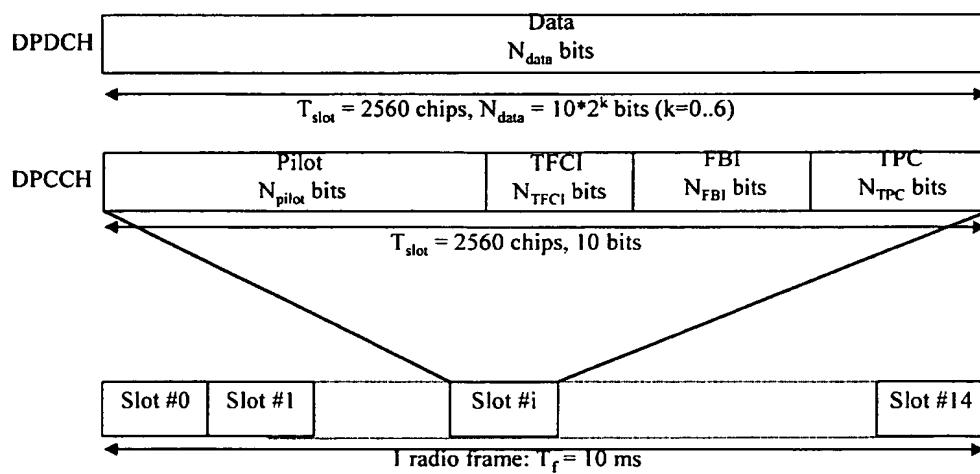 Data
DPDCH
N_data bits
T_slot = 2560 chips, N_data = 10*2^k bits (k=0..6)
Pilot TFCI FBI TPC
DPCCH
N_pilot bits N_TFCI bits N_FBI bits N_TPC bits
T_slot = 2560 chips, 10 bits
Slot #0 Slot #1 Slot #i Slot #14
1 radio frame: T_f = 10 ms